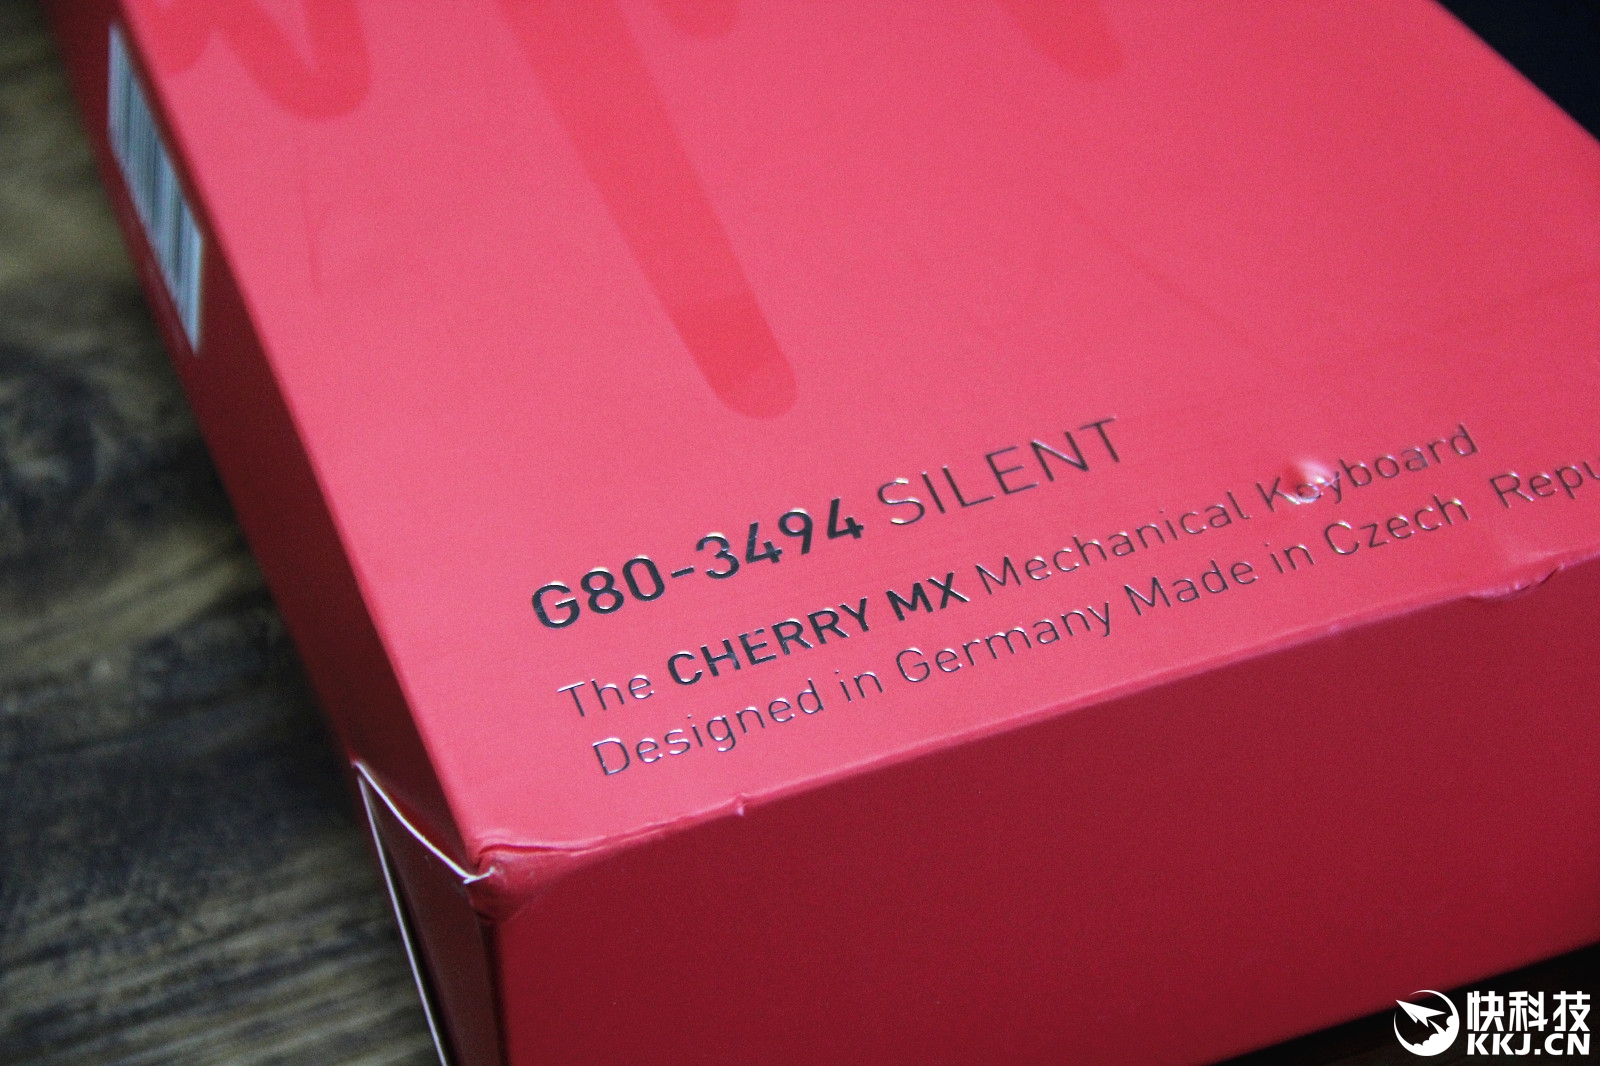 G80-3494 SILENT
The CHERRY MX Mechanical Keyboard
Designed in Germany Made in Czech Repu
快科技
KKJ.CN